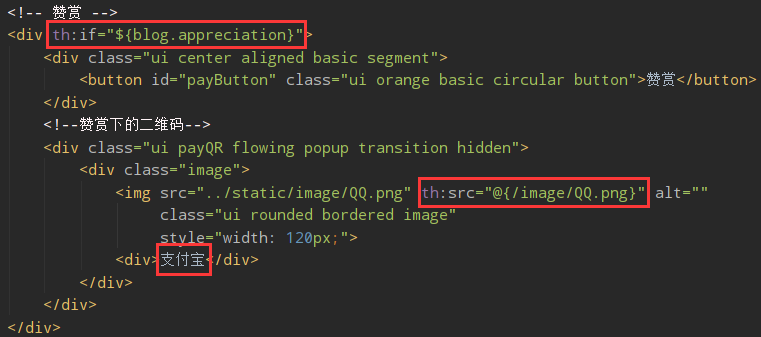 <!-- 赞赏 -->
<div th:if="${blog.appreciation}">
<div class="ui center aligned basic segment">
<button id="payButton" class="ui orange basic circular button">赞赏</button>
</div>
<!--赞赏下的二维码-->
<div class="ui payQR flowing popup transition hidden">
<div class="image">
<img src="../static/image/QQ.png" th:src="@{/image/QQ.png}" alt=""
class="ui rounded bordered image"
style="width: 120px;">
<div>支付宝</div>
</div>
</div>
</div>